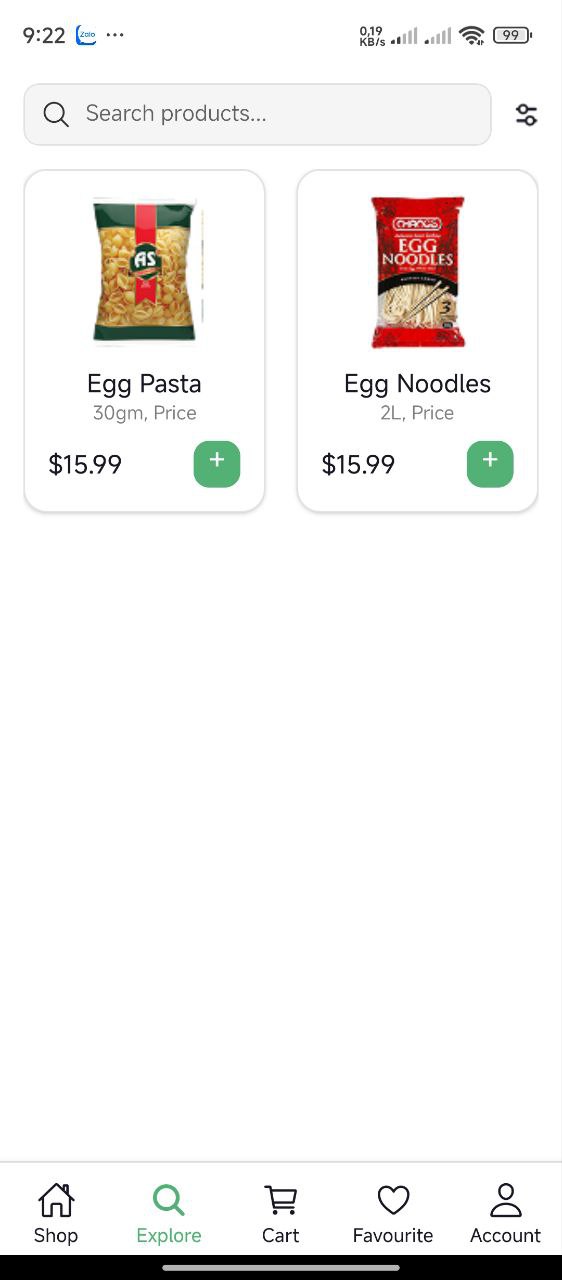 9:22 Zalo ... 0,19 KB/s 99
Search products...
AS
CHANG'S
EGG
NOODLES
3
Egg Pasta
Egg Noodles
30gm, Price
2L, Price
$15.99 +
$15.99 +
Shop
Explore
Cart
Favourite
Account